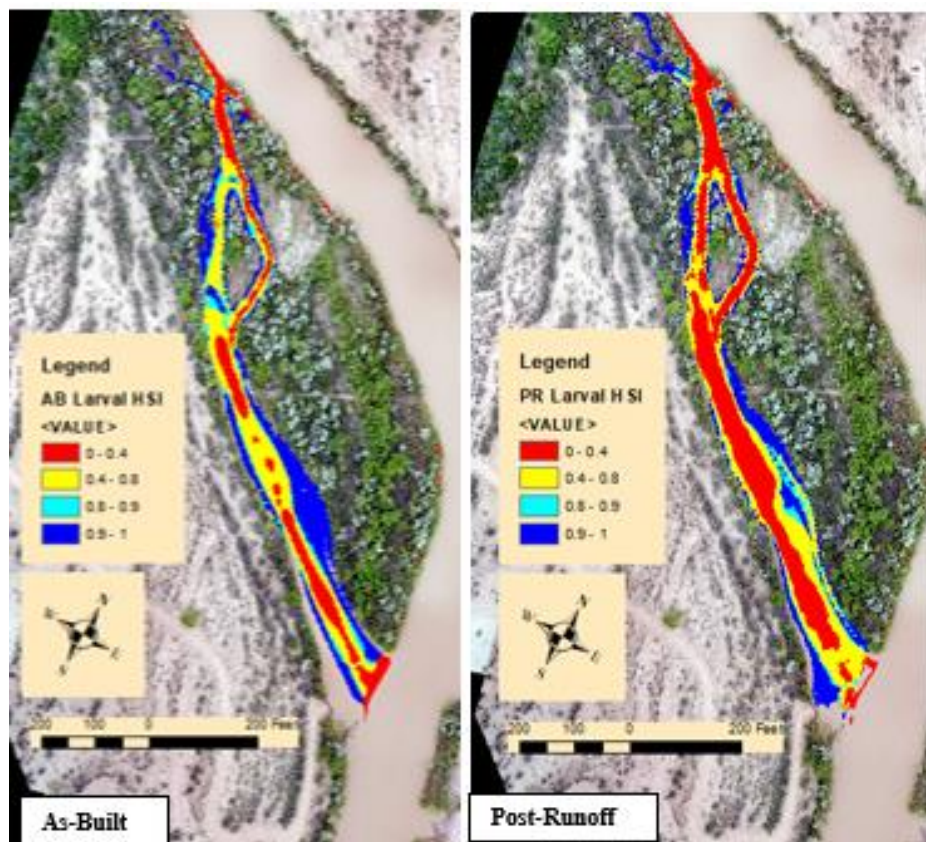 Legend
AB Larval HSI
<VALUE>
0 - 0.4
0.4 - 0.8
0.8 - 0.9
0.9 - 1
N
E
S
W
200 100 0 200 Feet
As-Built
Legend
PR Larval HSI
<VALUE>
0 - 0.4
0.4 - 0.8
0.8 - 0.9
0.9 - 1
N
E
S
W
200 100 0 200 Feet
Post-Runoff